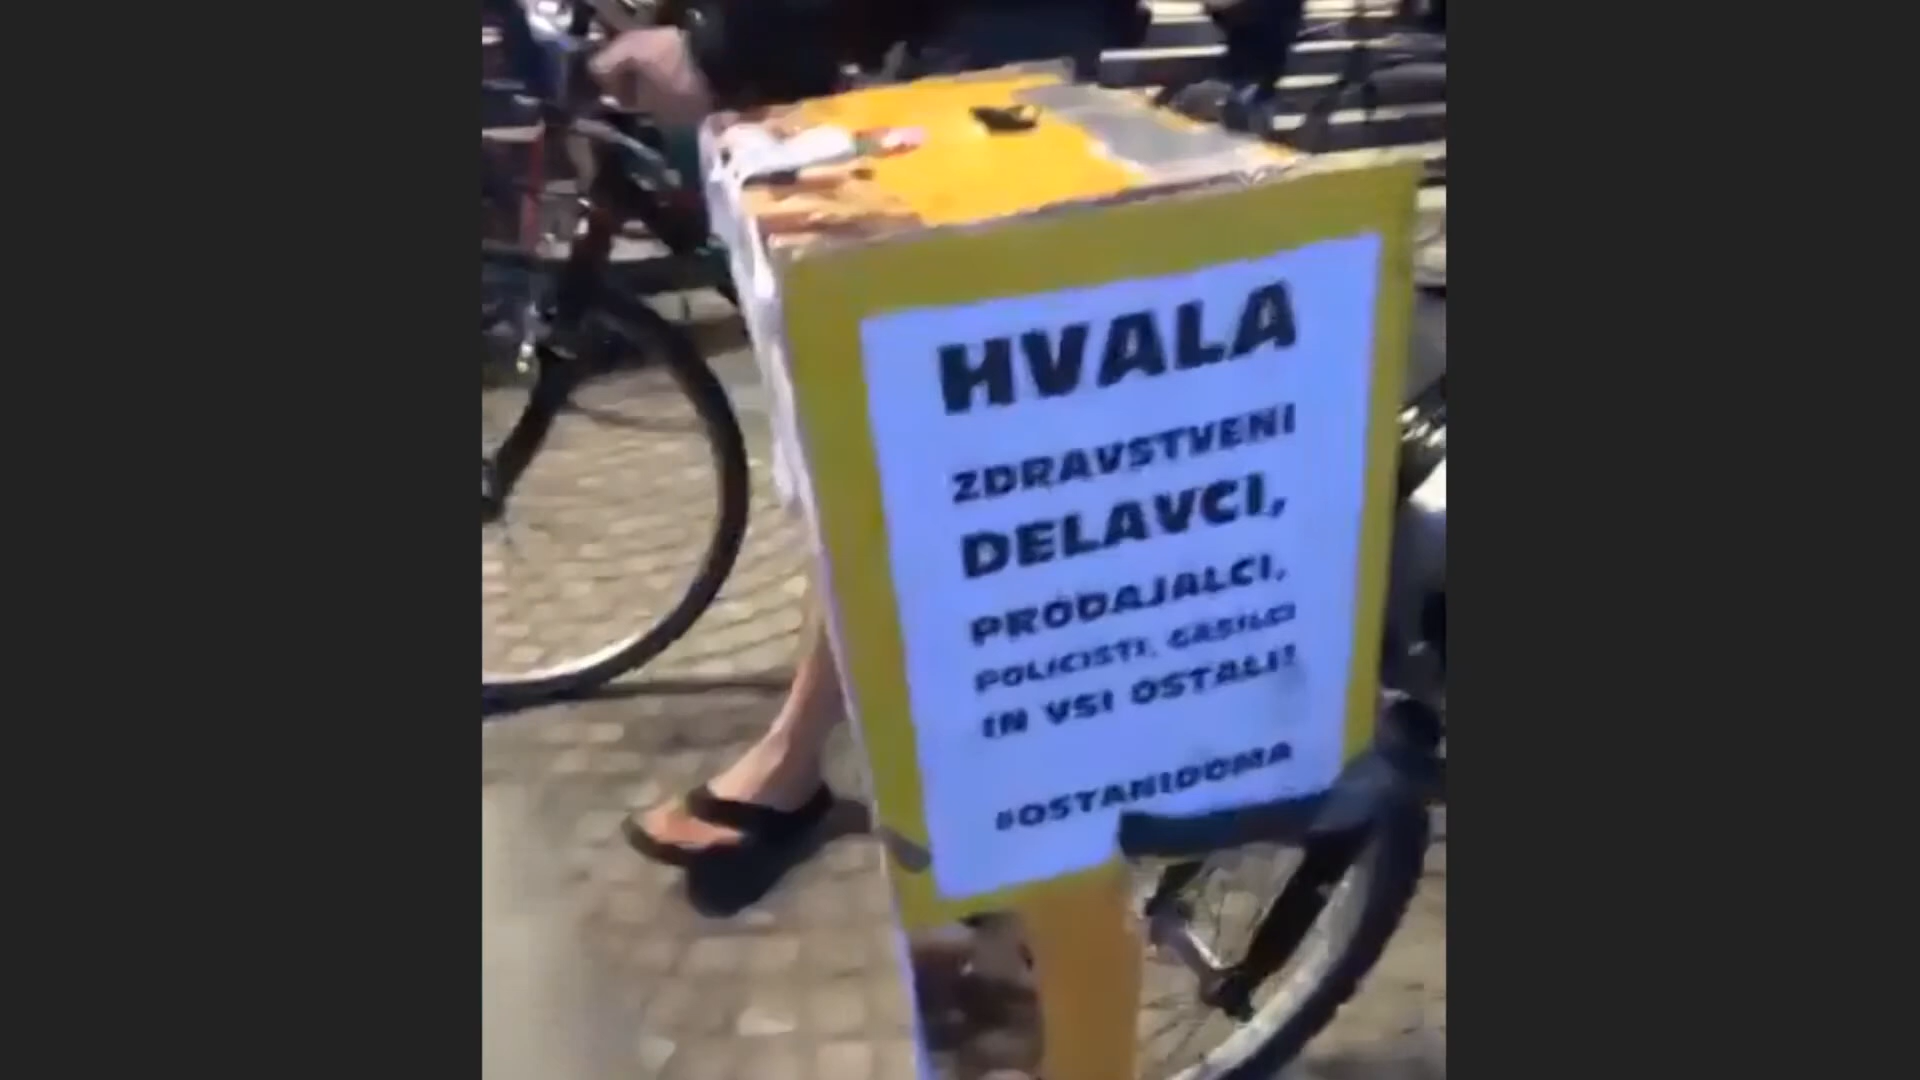 HVALA
ZDRAVSTVENI
DELAVCI,
PRODAJALCI,
POLICISTI, GASILCI
IN VSI OSTALI!
#OSTANIDOMA